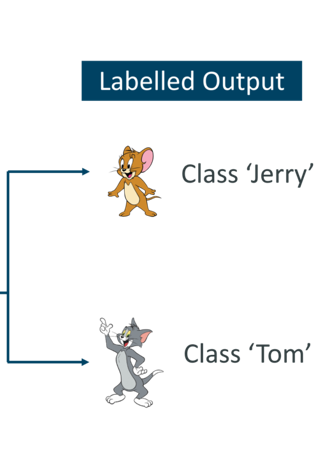 Labelled Output
Class ‘Jerry’
Class ‘Tom’